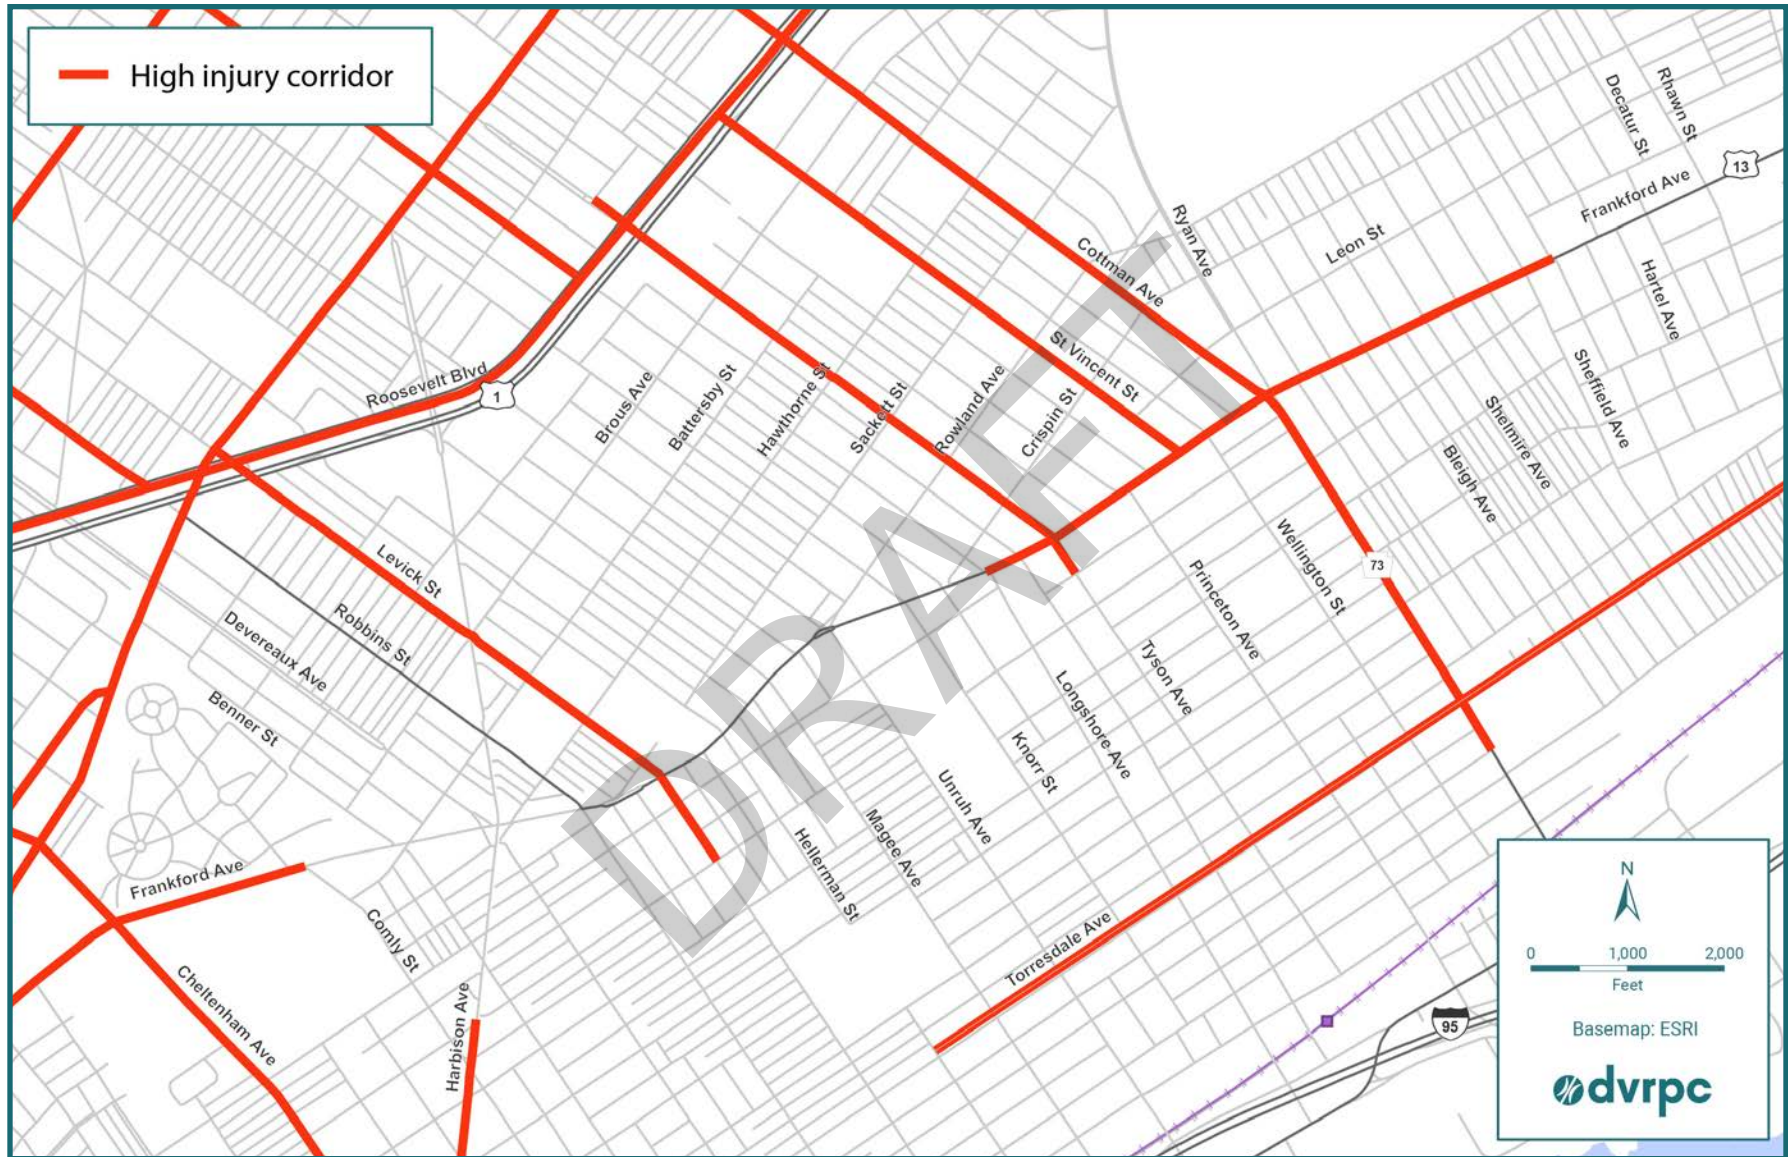 High injury corridor
Decatur St
Rhawn St
13
Frankford Ave
Ryan Ave
Leon St
Cottman Ave
Hartel Ave
St Vincent St
Sheffield Ave
Roosevelt Blvd
1
Brous Ave
Battersby St
Hawthorne St
Sackett St
Rowland Ave
Crispin St
Shelmire Ave
Bleigh Ave
DRAFT
Levick St
Robbins St
Devereaux Ave
Benner St
Wellington St
73
Princeton Ave
Tyson Ave
Longshore Ave
Knorr St
Unruh Ave
Magee Ave
Hellerman St
Frankford Ave
Comly St
Cheltenham Ave
Harbison Ave
Torresdale Ave
95
N
0 1,000 2,000
Feet
Basemap: ESRI
dvrpc